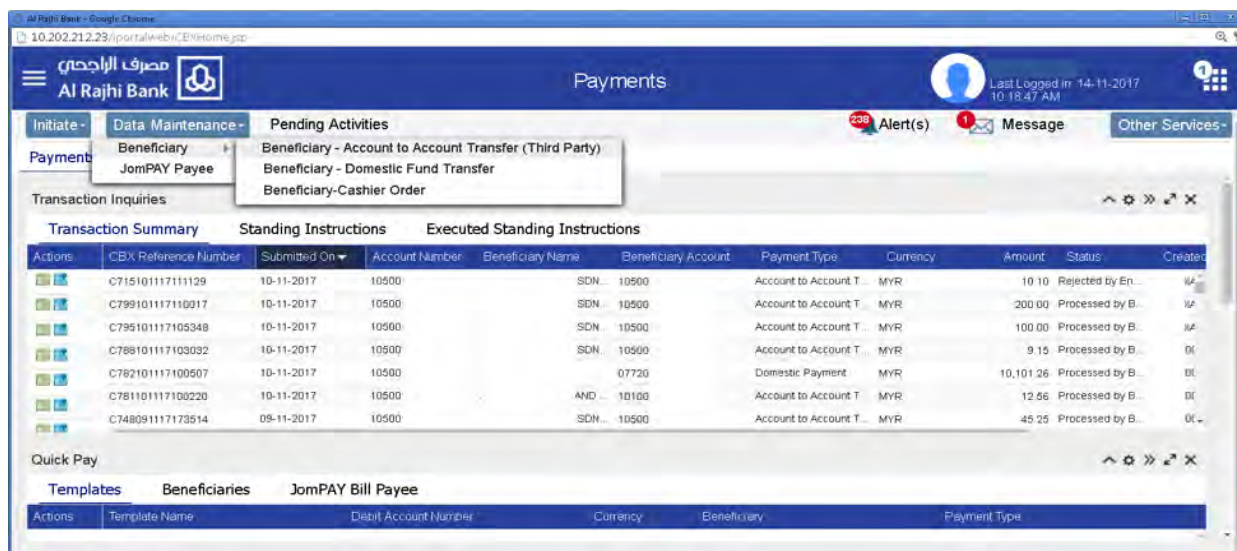 Al Rajhi Bank - Google Chrome
10.202.212.23/iportalweb/CBXHome.jsp
مصرف الراجحي
Al Rajhi Bank
Payments
Last Logged in: 14-11-2017
10:18:47 AM
1
Initiate Data Maintenance Pending Activities 238 Alert(s) 1 Message Other Services
Beneficiary Beneficiary - Account to Account Transfer (Third Party)
Payment
JomPAY Payee Beneficiary - Domestic Fund Transfer
Beneficiary-Cashier Order
Transaction Inquiries
Transaction Summary Standing Instructions Executed Standing Instructions
Actions CBX Reference Number Submitted On Account Number Beneficiary Name Beneficiary Account Payment Type Currency Amount Status Created
C715101117111129 10-11-2017 10500 SDN... 10500 Account to Account T... MYR 10.10 Rejected by En...
C799101117110017 10-11-2017 10500 SDN... 10500 Account to Account T... MYR 200.00 Processed by B...
C795101117105348 10-11-2017 10500 SDN... 10500 Account to Account T... MYR 100.00 Processed by B...
C788101117103032 10-11-2017 10500 SDN... 10500 Account to Account T... MYR 9.15 Processed by B...
C782101117100507 10-11-2017 10500 07720 Domestic Payment MYR 10,101.26 Processed by B...
C781101117100220 10-11-2017 10500 AND ... 10100 Account to Account T... MYR 12.56 Processed by B...
C748091117173514 09-11-2017 10500 SDN... 10500 Account to Account T... MYR 45.25 Processed by B...
Quick Pay
Templates Beneficiaries JomPAY Bill Payee
Actions Template Name Debit Account Number Currency Beneficiary Payment Type